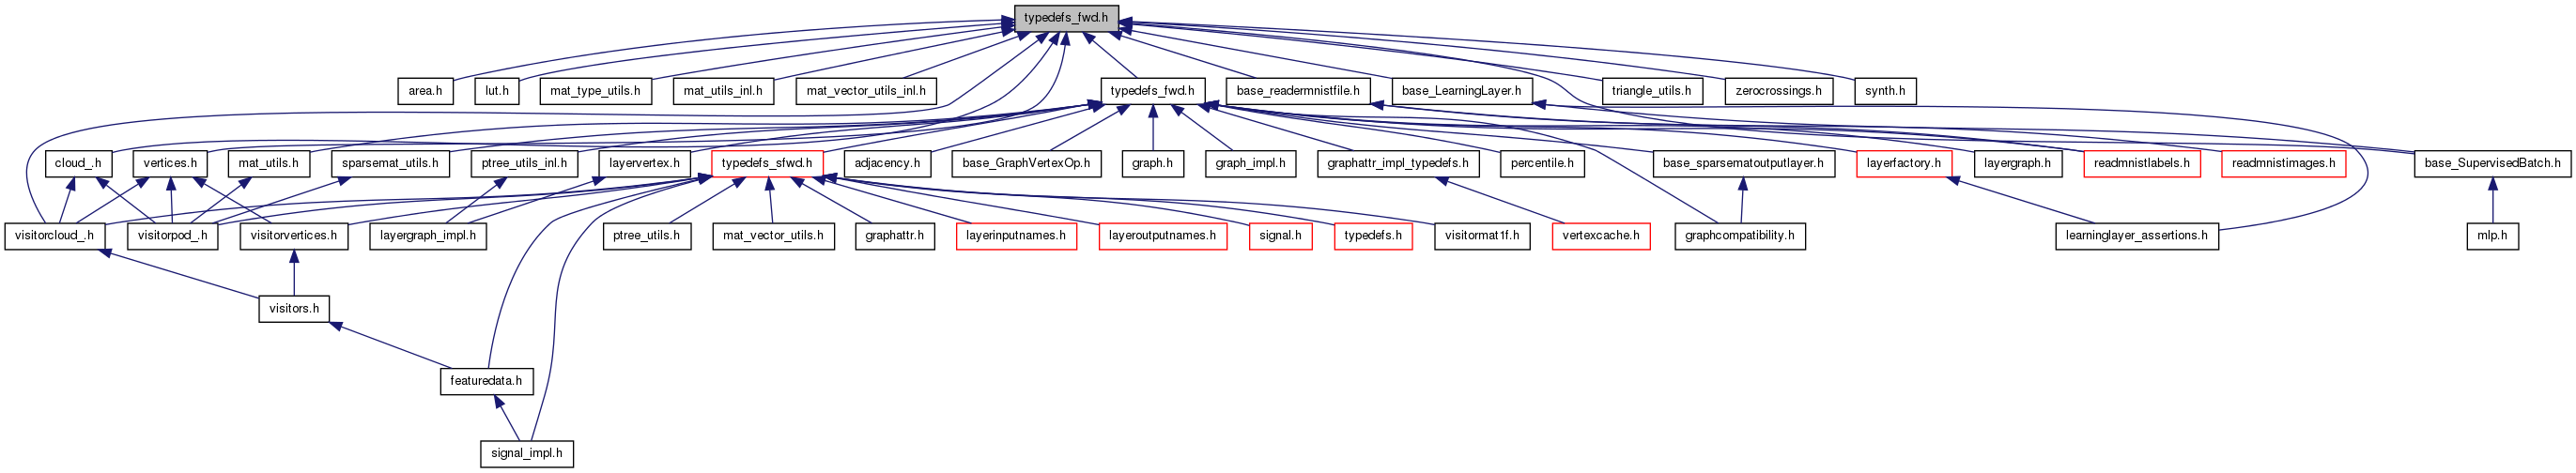 typedefs_fwd.h
area.h
lut.h
mat_type_utils.h
mat_utils_inl.h
mat_vector_utils_inl.h
typedefs_fwd.h
base_readermnistfile.h
base_LearningLayer.h
triangle_utils.h
zerocrossings.h
synth.h
cloud_.h
vertices.h
mat_utils.h
sparsemat_utils.h
ptree_utils_inl.h
layervertex.h
typedefs_sfwd.h
adjacency.h
base_GraphVertexOp.h
graph.h
graph_impl.h
graphattr_impl_typedefs.h
percentile.h
base_sparsematoutputlayer.h
layerfactory.h
layergraph.h
readmnistlabels.h
readmnistimages.h
base_SupervisedBatch.h
visitorcloud_.h
visitorpod_.h
visitorvertices.h
layergraph_impl.h
ptree_utils.h
mat_vector_utils.h
graphattr.h
layerinputnames.h
layeroutputnames.h
signal.h
typedefs.h
visitormat1f.h
vertexcache.h
graphcompatibility.h
learninglayer_assertions.h
mlp.h
visitors.h
featuredata.h
signal_impl.h